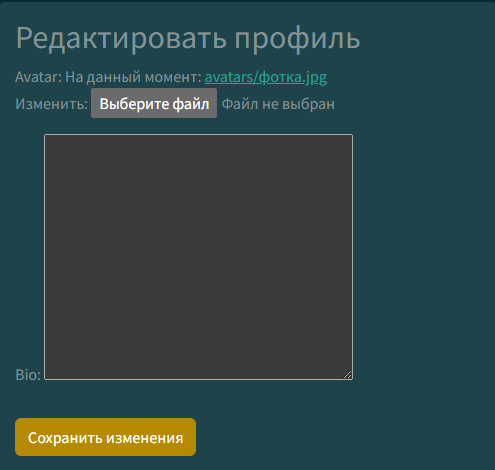 Редактировать профиль
Avatar: На данный момент: avatars/фотка.jpg
Изменить: Выберите файл Файл не выбран
Bio:
Сохранить изменения